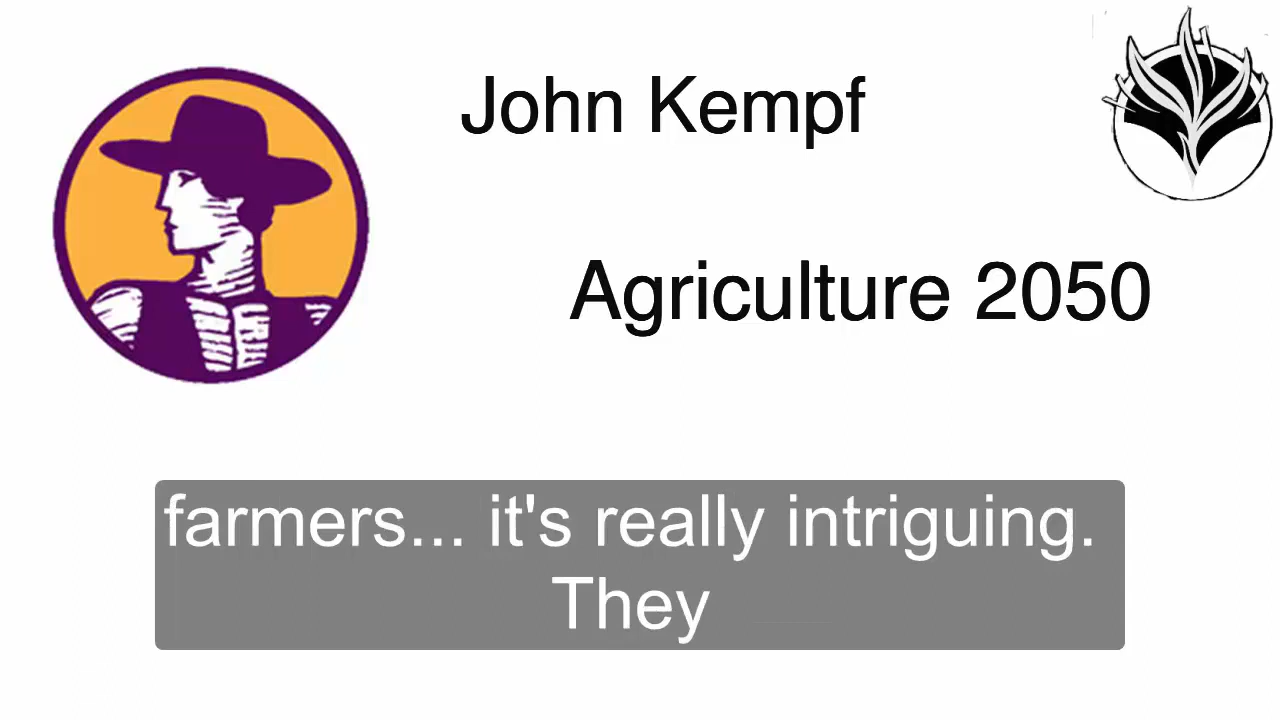 John Kempf
Agriculture 2050
farmers... it's really intriguing.
They